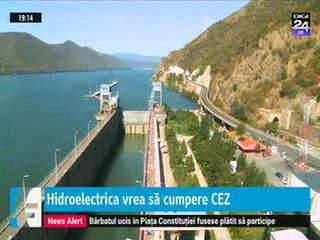 19:14
DIGI
24
HD
Hidroelectrica vrea să cumpere CEZ
News Alert Bărbatul ucis în Piața Constituției fusese plătit să participe